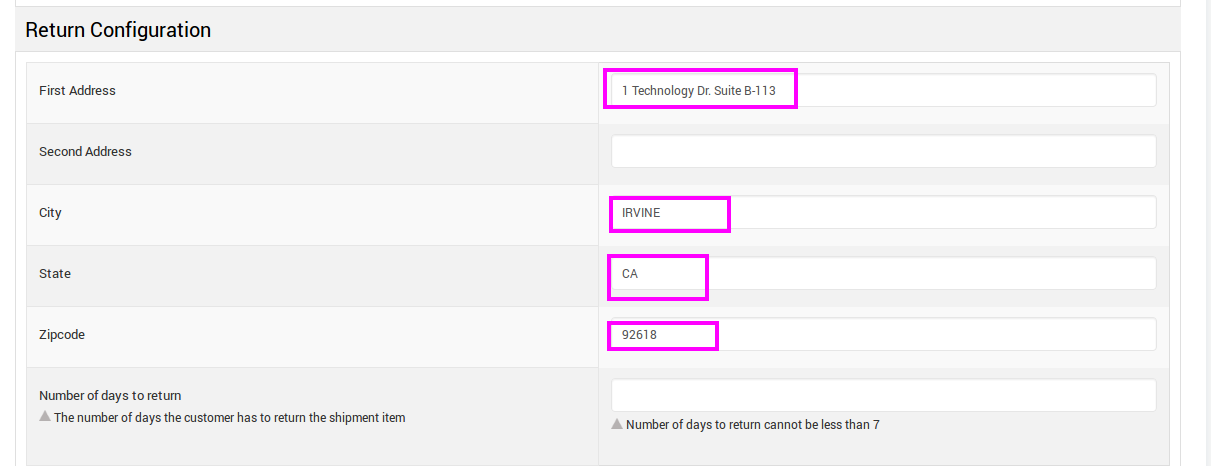 Return Configuration
First Address
1 Technology Dr. Suite B-113
Second Address
City
IRVINE
State
CA
Zipcode
92618
Number of days to return
The number of days the customer has to return the shipment item
Number of days to return cannot be less than 7